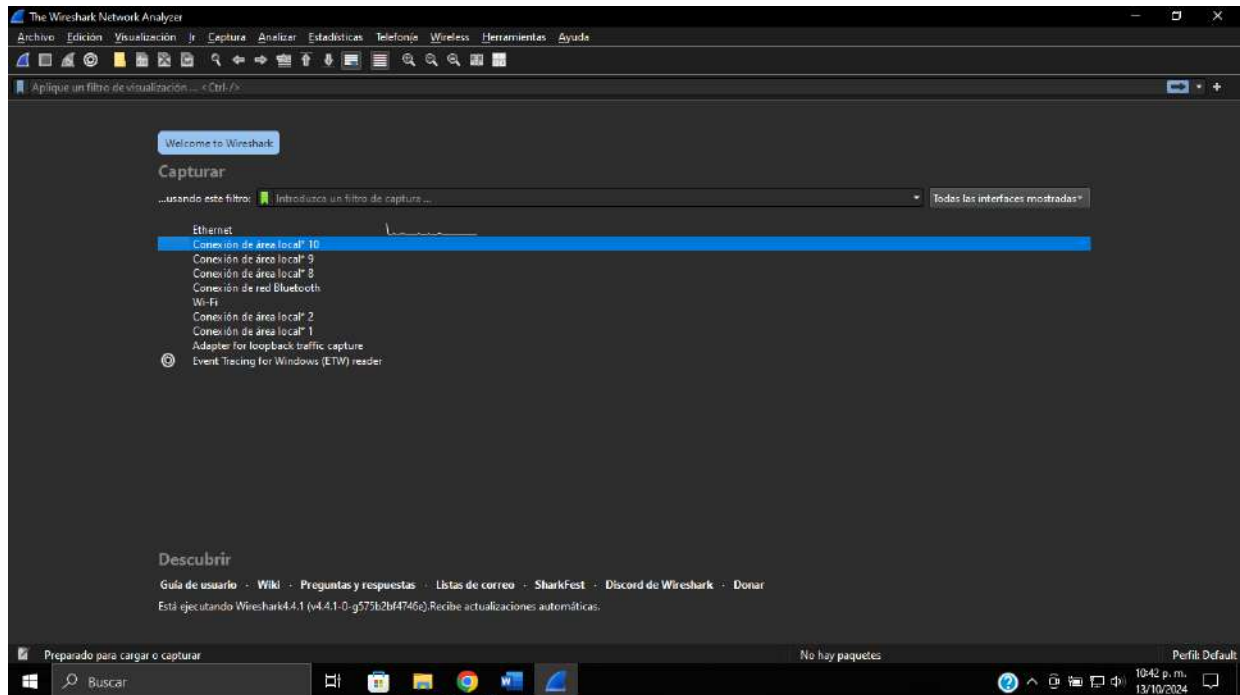 The Wireshark Network Analyzer
Archivo Edición Visualización Ir Captura Analizar Estadísticas Telefonía Wireless Herramientas Ayuda
Aplique un filtro de visualización ... <Ctrl-/>
Welcome to Wireshark
Capturar
...usando este filtro: Introduzca un filtro de captura ... Todas las interfaces mostradas
Ethernet
Conexión de área local* 10
Conexión de área local* 9
Conexión de área local* 8
Conexión de red Bluetooth
Wi-Fi
Conexión de área local* 2
Conexión de área local* 1
Adapter for loopback traffic capture
Event Tracing for Windows (ETW) reader
Descubrir
Guía de usuario · Wiki · Preguntas y respuestas · Listas de correo · SharkFest · Discord de Wireshark · Donar
Está ejecutando Wireshark4.4.1 (v4.4.1-0-g575b2bf4746e).Recibe actualizaciones automáticas.
Preparado para cargar o capturar No hay paquetes Perfil: Default
Buscar 10:42 p. m.
13/10/2024